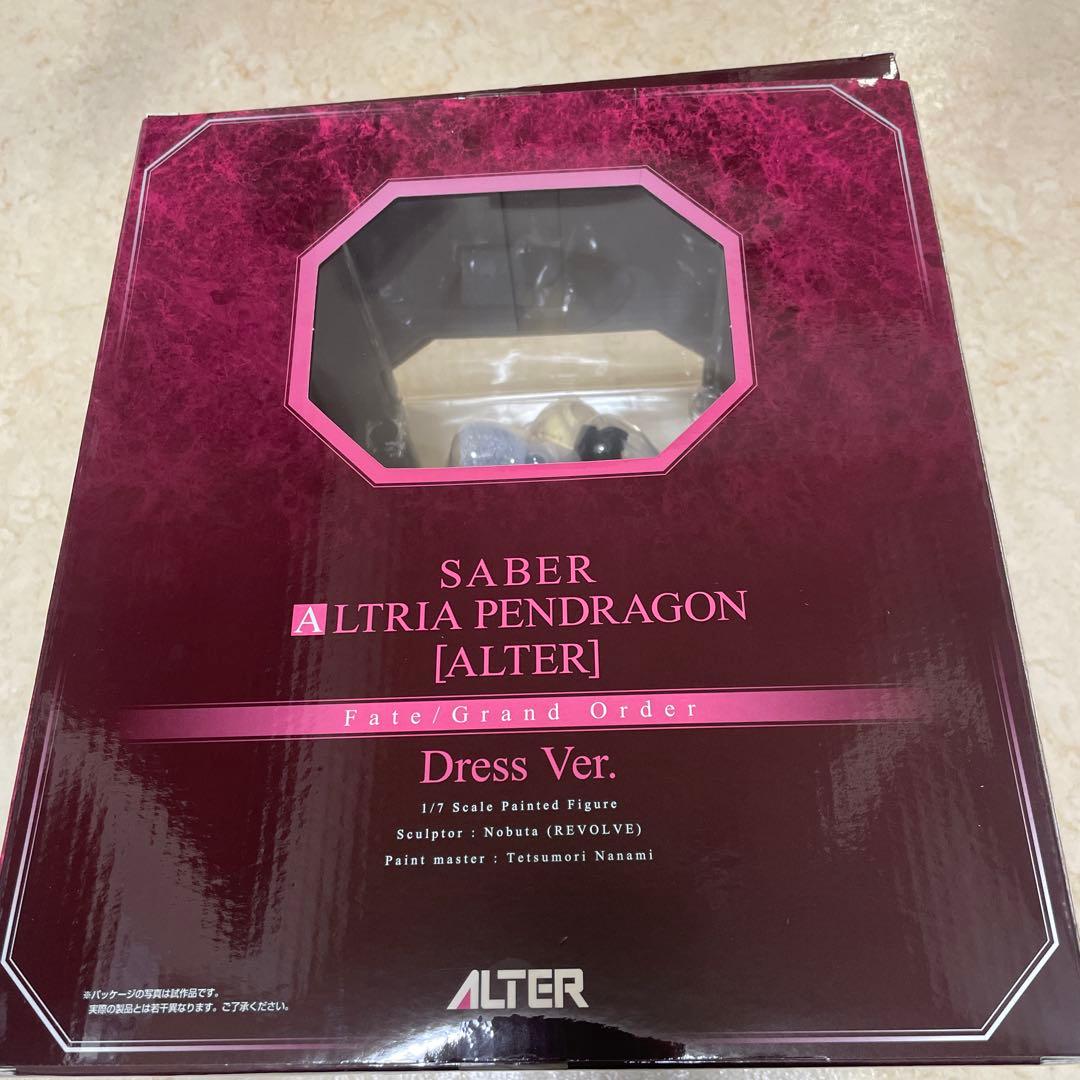 SABER
ALTRIA PENDRAGON
[ALTER]
Fate/Grand Order
Dress Ver.
1/7 Scale Painted Figure
Sculptor : Nobuta (REVOLVE)
Paint master : Tetsumori Nanami
ALTER
※パッケージの写真は試作品です。
実際の製品とは若干異なります。ご了承ください。